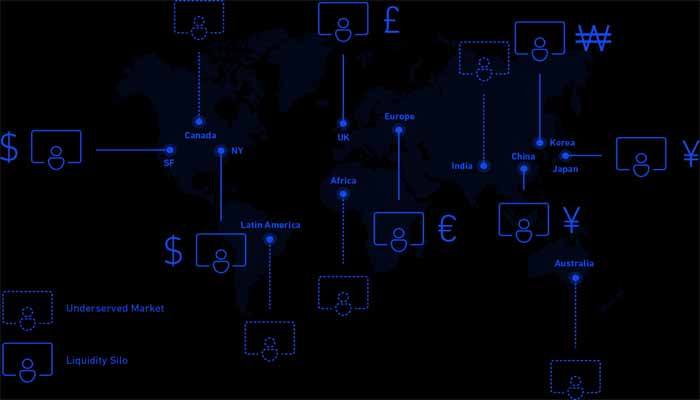 £
₩
Canada
Europe
UK
$
SF
NY
India
Korea
China
Japan
¥
Africa
Latin America
$
€
¥
Australia
Underserved Market
Liquidity Silo